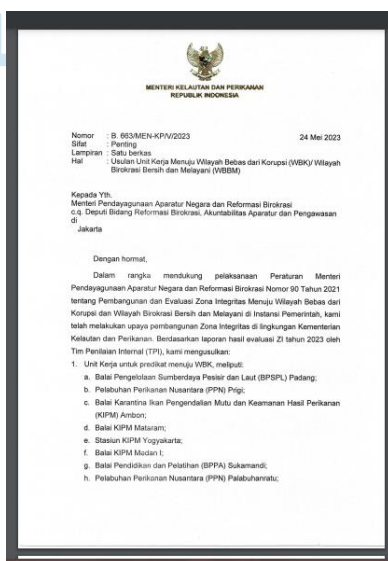 MENTERI KELAUTAN DAN PERIKANAN
REPUBLIK INDONESIA
Nomor : B. 663/MEN-KP/V/2023 24 Mei 2023
Sifat : Penting
Lampiran : Satu berkas
Hal : Usulan Unit Kerja Menuju Wilayah Bebas dari Korupsi (WBK)/ Wilayah
Birokrasi Bersih dan Melayani (WBBM)
Kepada Yth.
Menteri Pendayagunaan Aparatur Negara dan Reformasi Birokrasi
c.q. Deputi Bidang Reformasi Birokrasi, Akuntabilitas Aparatur dan Pengawasan
di
Jakarta
Dengan hormat,
Dalam rangka mendukung pelaksanaan Peraturan Menteri
Pendayagunaan Aparatur Negara dan Reformasi Birokrasi Nomor 90 Tahun 2021
tentang Pembangunan dan Evaluasi Zona Integritas Menuju Wilayah Bebas dari
Korupsi dan Wilayah Birokrasi Bersih dan Melayani di Instansi Pemerintah, kami
telah melakukan upaya pembangunan Zona Integritas di lingkungan Kementerian
Kelautan dan Perikanan. Berdasarkan laporan hasil evaluasi ZI tahun 2023 oleh
Tim Penilaian Internal (TPI), kami mengusulkan:
1. Unit Kerja untuk predikat menuju WBK, meliputi:
a. Balai Pengelolaan Sumberdaya Pesisir dan Laut (BPSPL) Padang;
b. Pelabuhan Perikanan Nusantara (PPN) Prigi;
c. Balai Karantina Ikan Pengendalian Mutu dan Keamanan Hasil Perikanan
(KIPM) Ambon;
d. Balai KIPM Mataram;
e. Stasiun KIPM Yogyakarta;
f. Balai KIPM Medan I;
g. Balai Pendidikan dan Pelatihan (BPPA) Sukamandi;
h. Pelabuhan Perikonan Nusantara (PPN) Palabuhanratu;